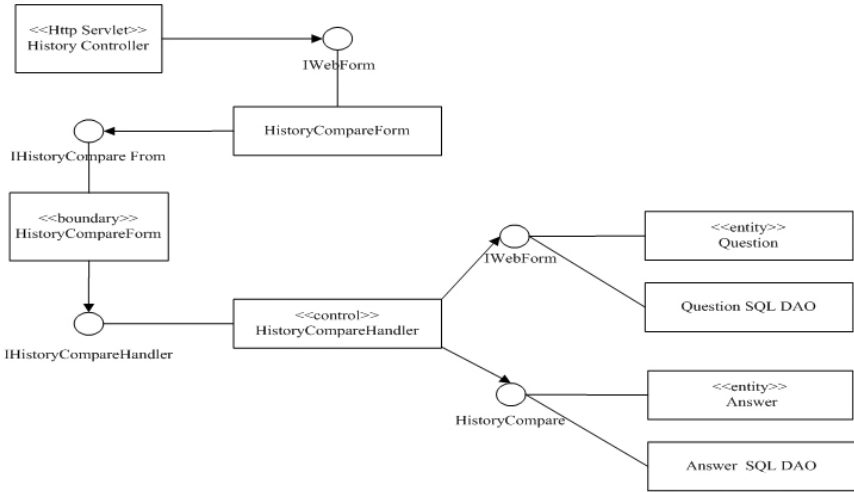 <<Http Servlet>>
History Controller
IWebForm
HistoryCompareForm
IHistoryCompare From
<<boundary>>
HistoryCompareForm
IHistoryCompareHandler
<<control>>
HistoryCompareHandler
IWebForm
<<entity>>
Question
Question SQL DAO
HistoryCompare
<<entity>>
Answer
Answer SQL DAO